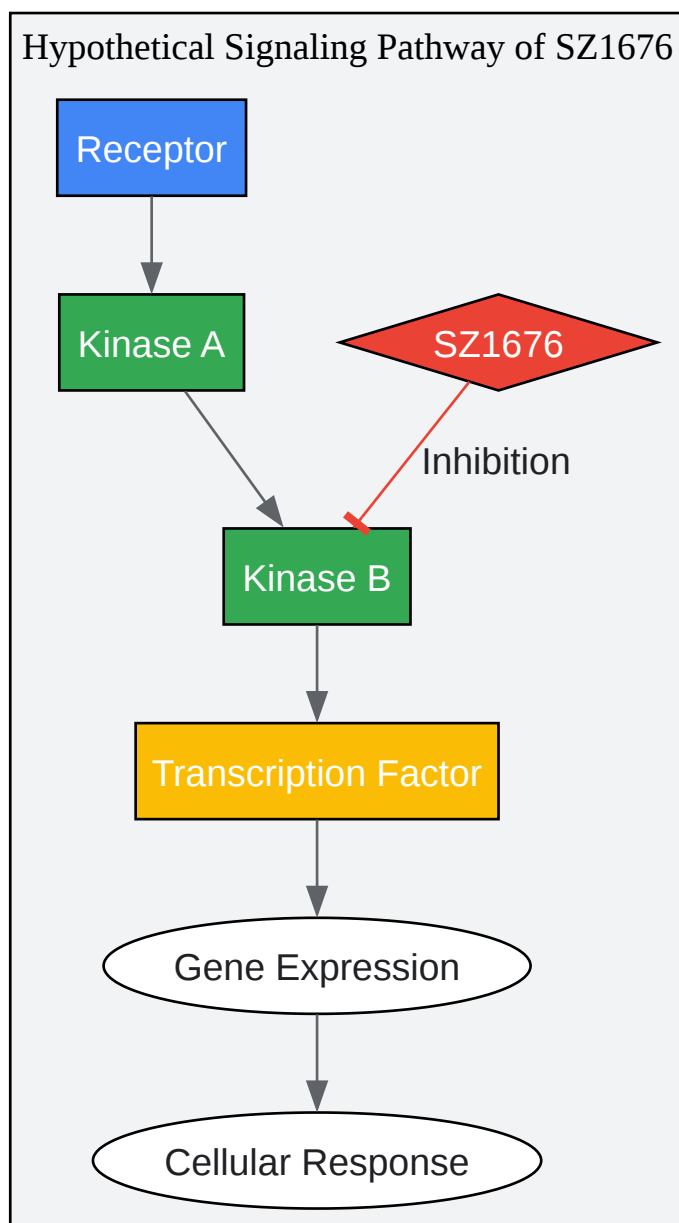 Hypothetical Signaling Pathway of SZ1676
Receptor
Kinase A
SZ1676
Inhibition
Kinase B
Transcription Factor
Gene Expression
Cellular Response